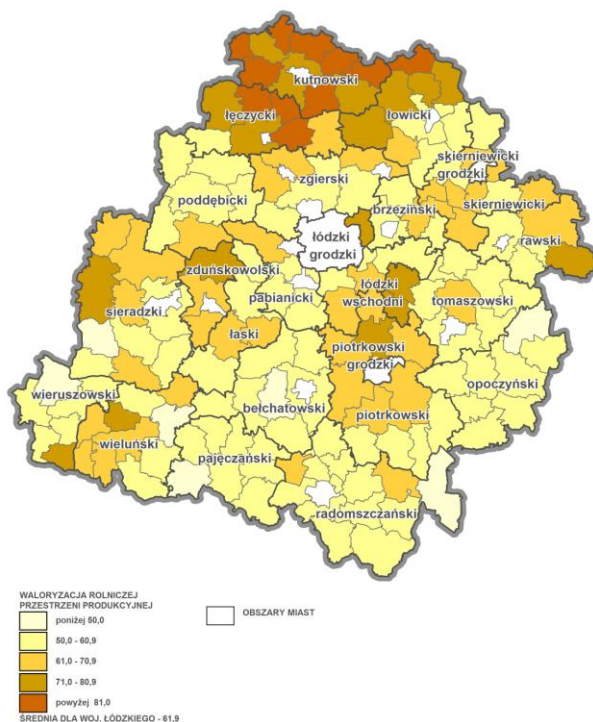 kutnowski
łęczycki
łowicki
skierniewicki
grodzki
zgierski
skierniewicki
poddębicki
brzeziński
łódzki
grodzki
rawski
zduńskowolski
łódzki
wschodni
tomaszowski
pabianicki
sieradzki
łaski
piotrkowski
grodzki
opoczyński
wieruszowski
bełchatowski
piotrkowski
wieluński
pajęczański
radomszczański
WALORYZACJA ROLNICZEJ
PRZESTRZENI PRODUKCYJNEJ
poniżej 50,0
50,0 - 60,9
61,0 - 70,9
71,0 - 80,9
powyżej 81,0
OBSZARY MIAST
ŚREDNIA DLA WOJ. ŁÓDZKIEGO - 61,9